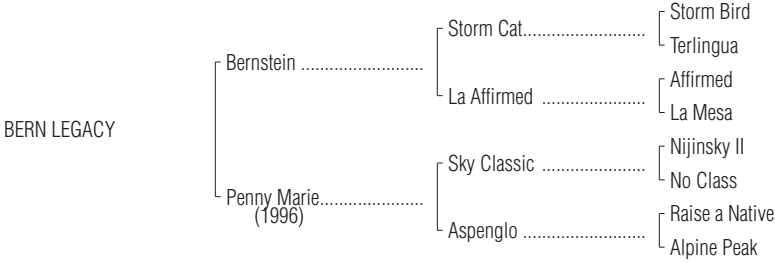 Storm Bird
Storm Cat..........................
Terlingua
Bernstein ..........................
Affirmed
La Affirmed ......................
La Mesa
BERN LEGACY
Nijinsky II
Sky Classic ......................
No Class
Penny Marie......................
(1996)
Raise a Native
Aspenglo ..........................
Alpine Peak